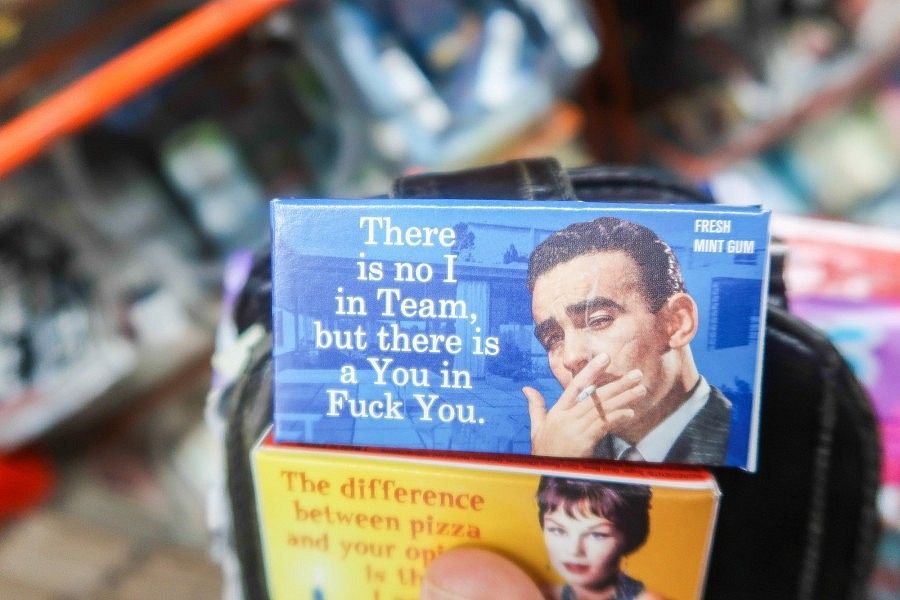 There
is no I
in Team,
but there is
a You in
Fuck You.
FRESH
MINT GUM
The difference
between pizza
and your